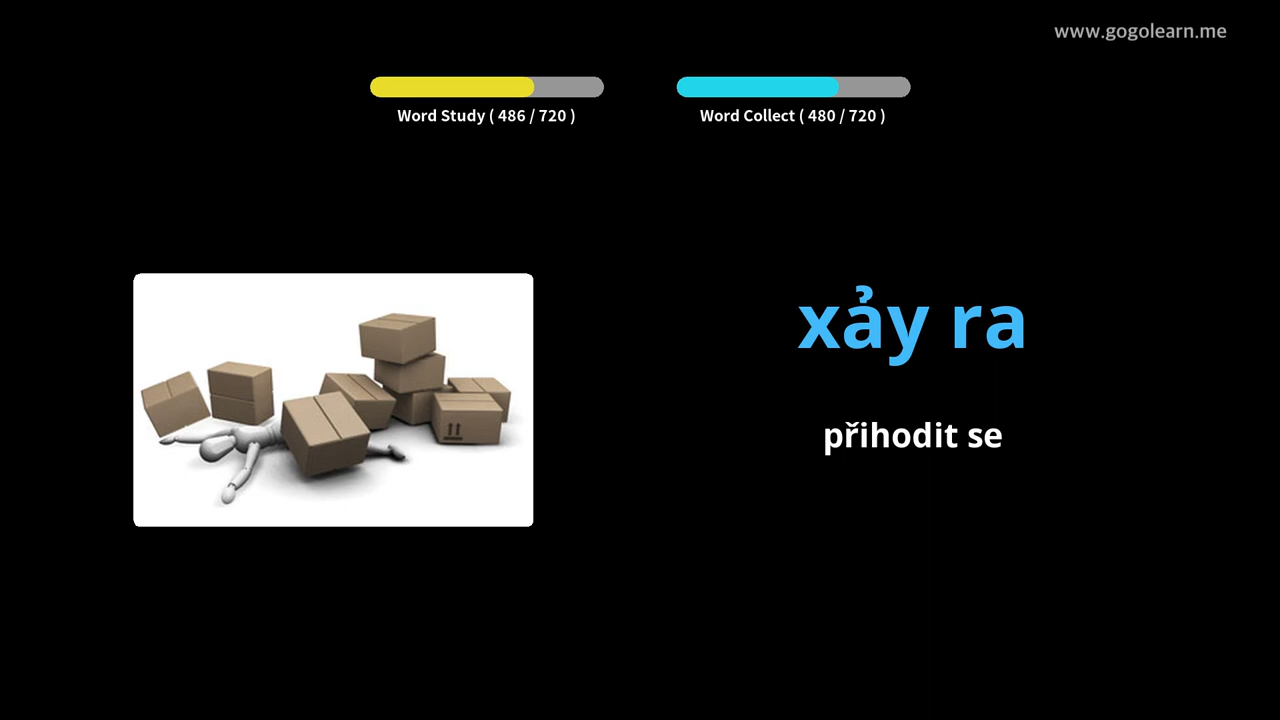 www.gogolearn.me
Word Study ( 486 / 720 )
Word Collect ( 480 / 720 )
xảy ra
přihodit se